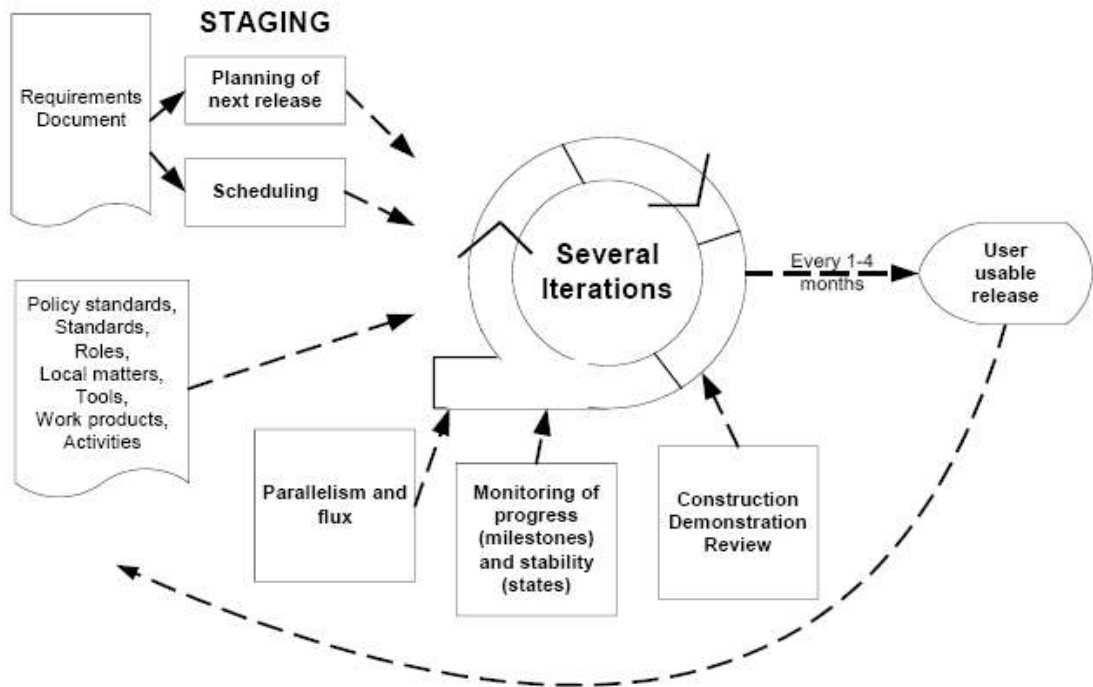 STAGING
Requirements
Document
Planning of
next release
Scheduling
Several
Iterations
Every 1-4
months
User
usable
release
Policy standards,
Standards,
Roles,
Local matters,
Tools,
Work products,
Activities
Parallelism and
flux
Monitoring of
progress
(milestones)
and stability
(states)
Construction
Demonstration
Review